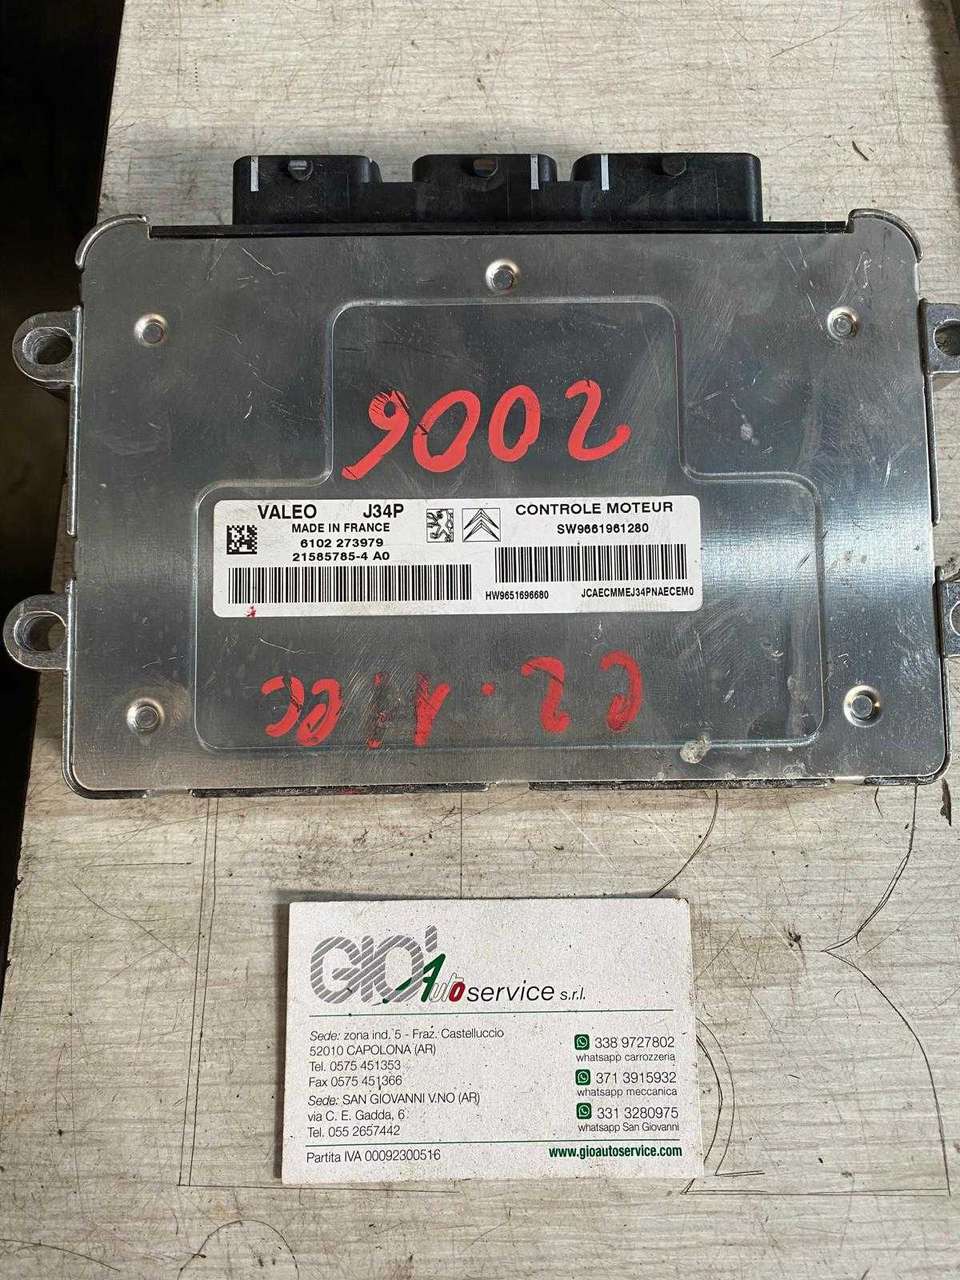 2006
VALEO J34P
MADE IN FRANCE
6102 273979
21585785-4 A0
CONTROLE MOTEUR
SW9661961280
HW9651696680 JCAECMMEJ34PNAECEM0
C2
GIO' Autoservice s.r.l.
Sede: zona ind. 5 - Fraz. Castelluccio
52010 CAPOLONA (AR)
Tel. 0575 451353
Fax 0575 451366
Sede: SAN GIOVANNI V.NO (AR)
via C. E. Gadda, 6
Tel. 055 2657442
338 9727802
whatsapp carrozzeria
371 3915932
whatsapp meccanica
331 3280975
whatsapp San Giovanni
Partita IVA 00092300516
www.gioautoservice.com